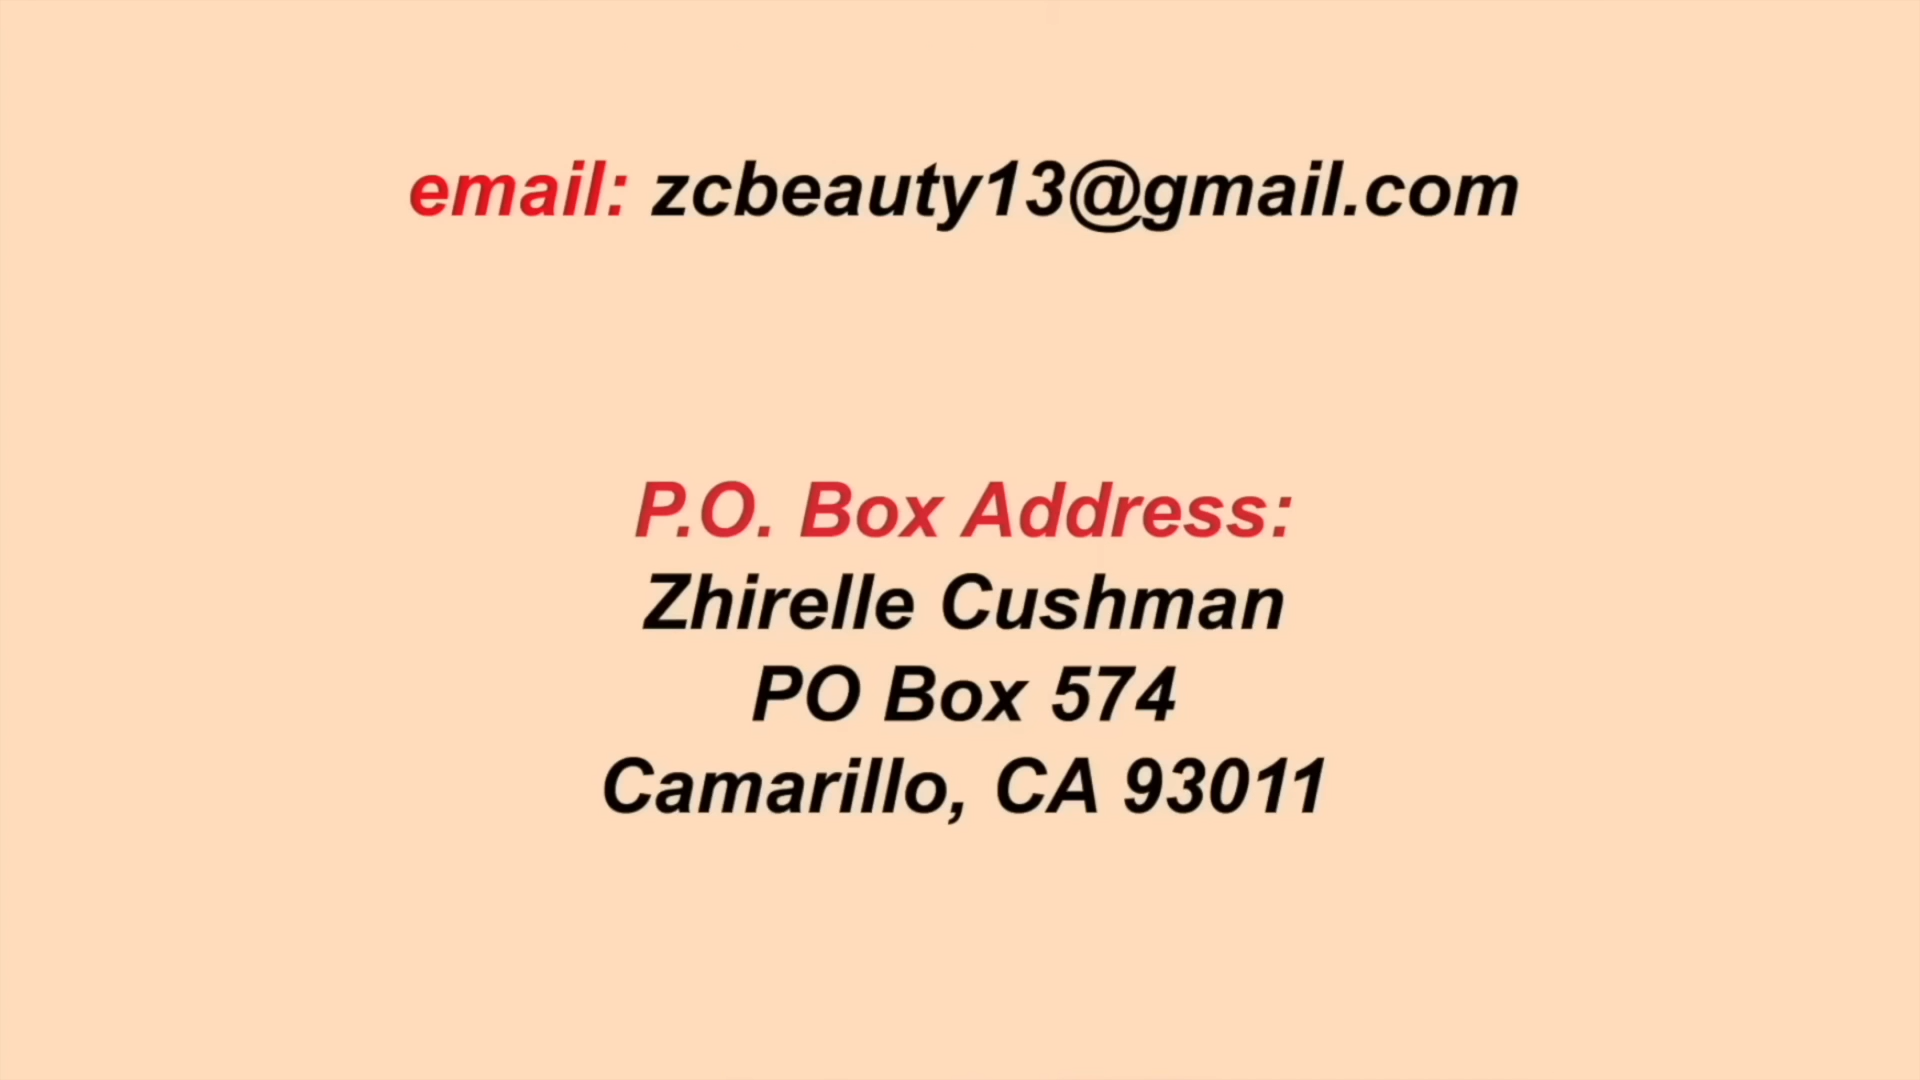 email: zcbeauty13@gmail.com
P.O. Box Address:
Zhirelle Cushman
PO Box 574
Camarillo, CA 93011